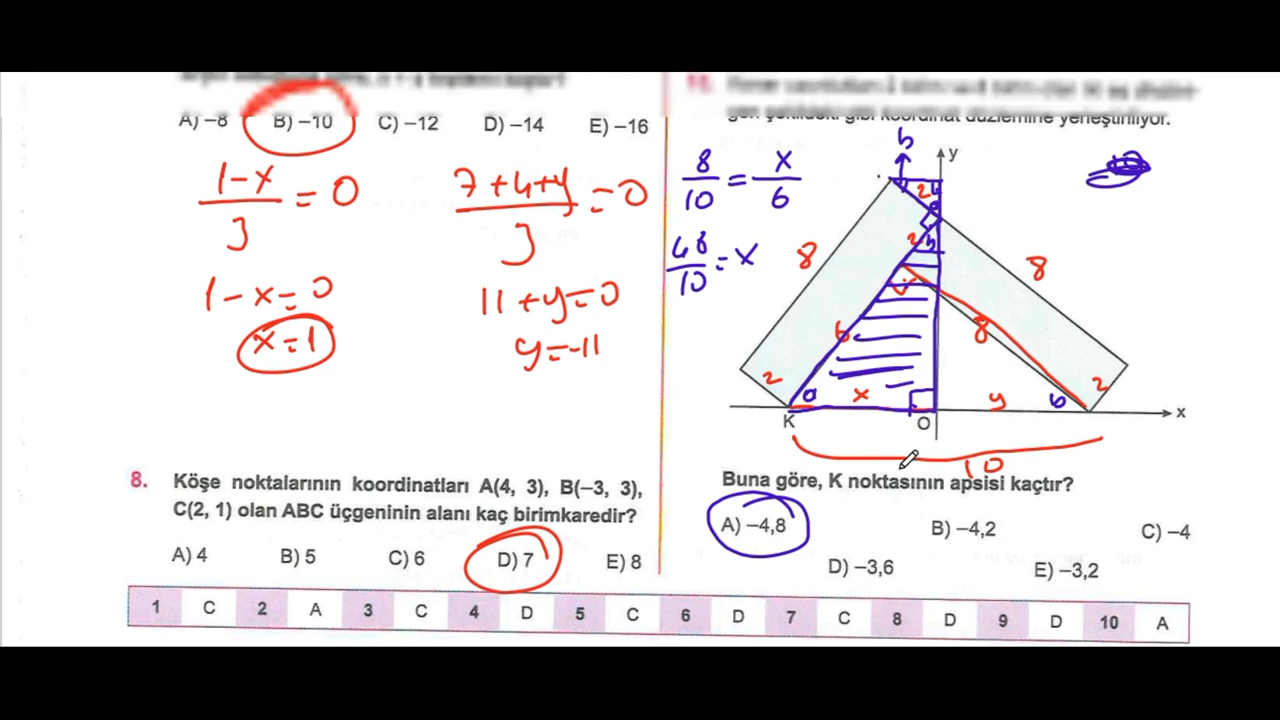 A) –8 B) –10 C) –12 D) –14 E) –16
1-x/3 = 0
7+4+y/3 = 0
1-x=0
x=1
11+y=0
y=-11
8. Köşe noktalarının koordinatları A(4, 3), B(–3, 3),
C(2, 1) olan ABC üçgeninin alanı kaç birimkaredir?
A) 4 B) 5 C) 6 D) 7 E) 8
gen şekildeki gibi koordinat düzlemine yerleştiriliyor.
8/10 = x/6
48/10 = x
b
y
2
a
2
b
8
8
6
8
2
2
a
x
y
b
K
O
x
10
Buna göre, K noktasının apsisi kaçtır?
A) –4,8 B) –4,2 C) –4
D) –3,6 E) –3,2
1 C 2 A 3 C 4 D 5 C 6 D 7 C 8 D 9 D 10 A